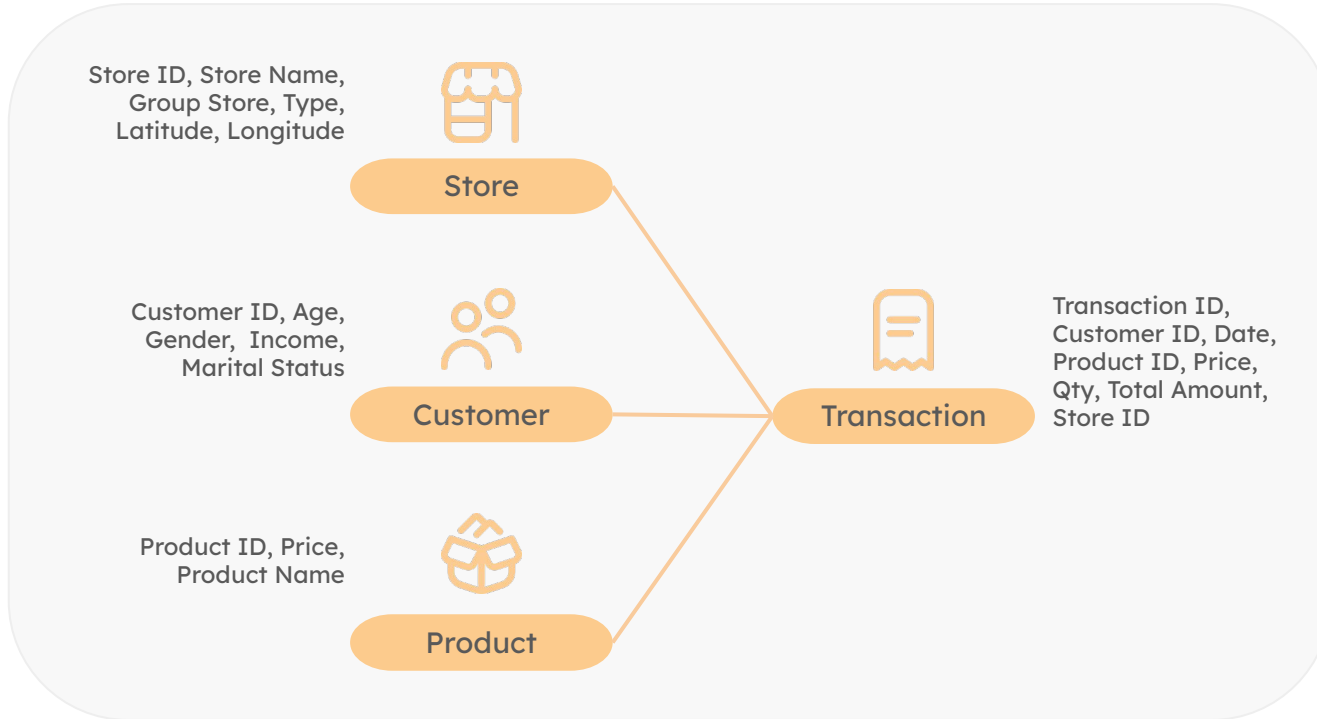 Store ID, Store Name,
Group Store, Type,
Latitude, Longitude
Store
Customer ID, Age,
Gender,  Income,
Marital Status
Customer
Product ID, Price,
Product Name
Product
Transaction
Transaction ID,
Customer ID, Date,
Product ID, Price,
Qty, Total Amount,
Store ID